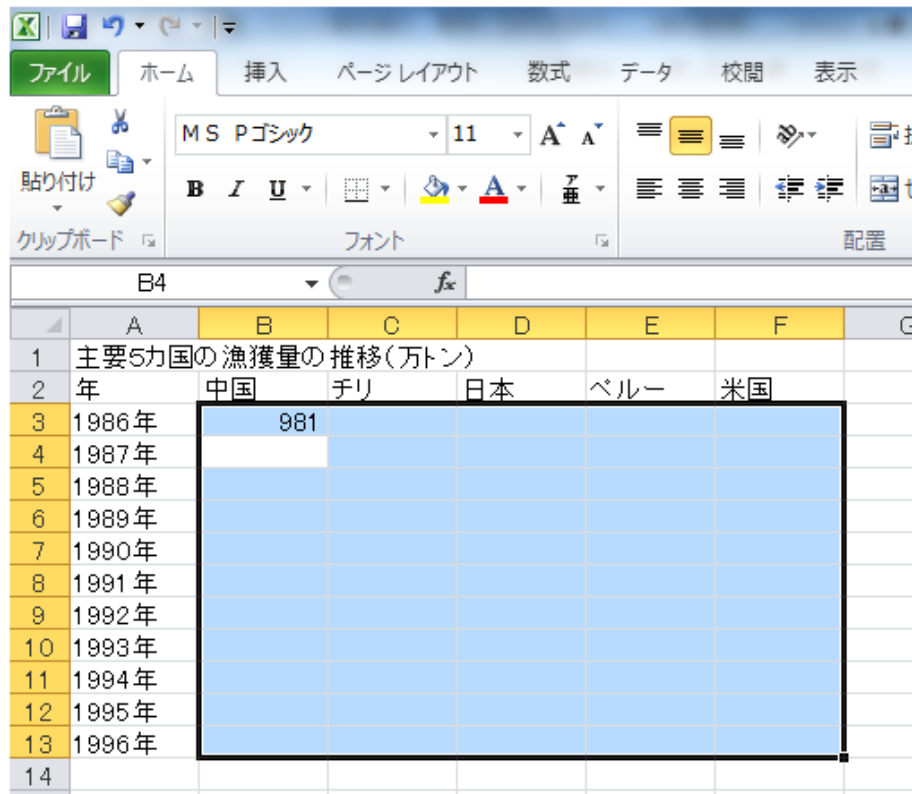 ファイル ホーム 挿入 ページ レイアウト 数式 データ 校閲 表示
貼り付け
MS Pゴシック 11 A A
B I U A ア亜
クリップボード フォント 配置
B4 fx
A B C D E F
1 主要5カ国の漁獲量の推移(万トン)
2 年 中国 チリ 日本 ペルー 米国
3 1986年 981
4 1987年
5 1988年
6 1989年
7 1990年
8 1991年
9 1992年
10 1993年
11 1994年
12 1995年
13 1996年
14